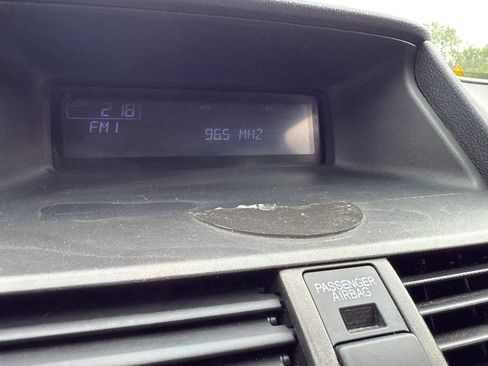 2:18
FM1
96.5 MHZ
PASSENGER
AIRBAG